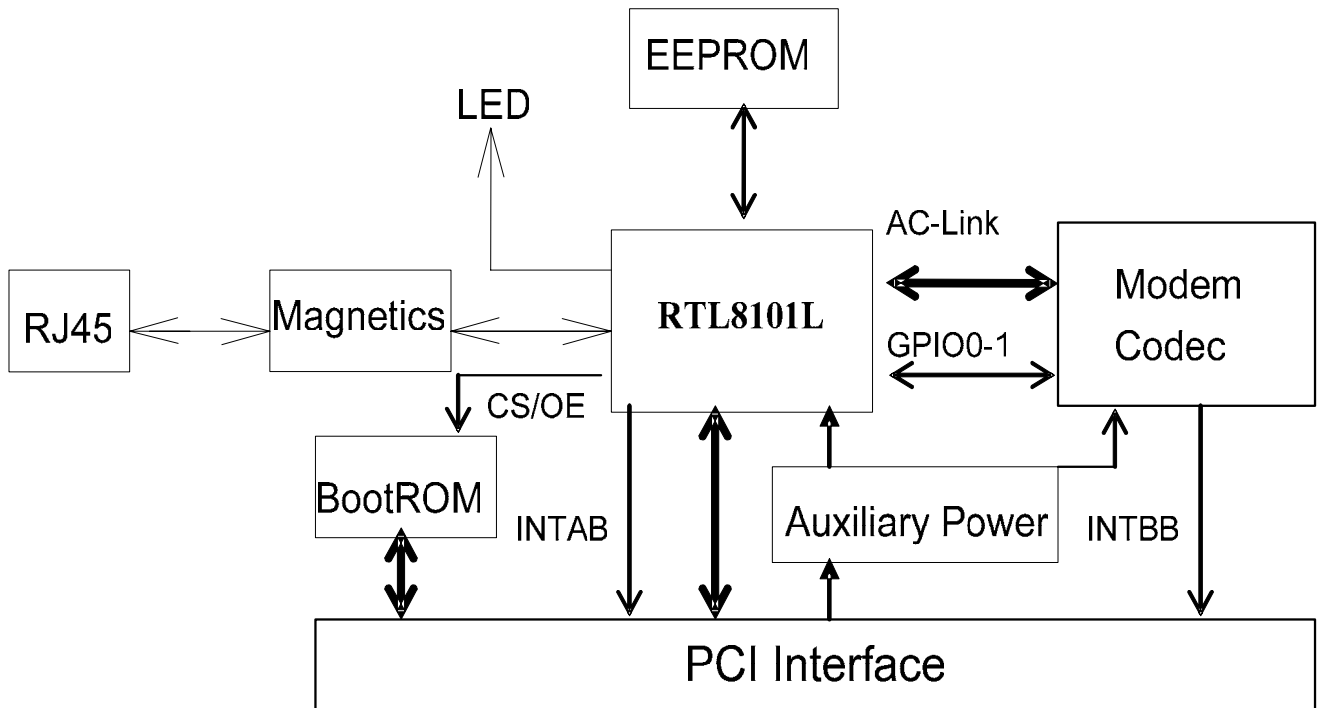 EEPROM
LED
AC-Link
Modem
Codec
RTL8101L
RJ45
Magnetics
GPIO0-1
CS/OE
BootROM
INTAB
Auxiliary Power
INTBB
PCI Interface